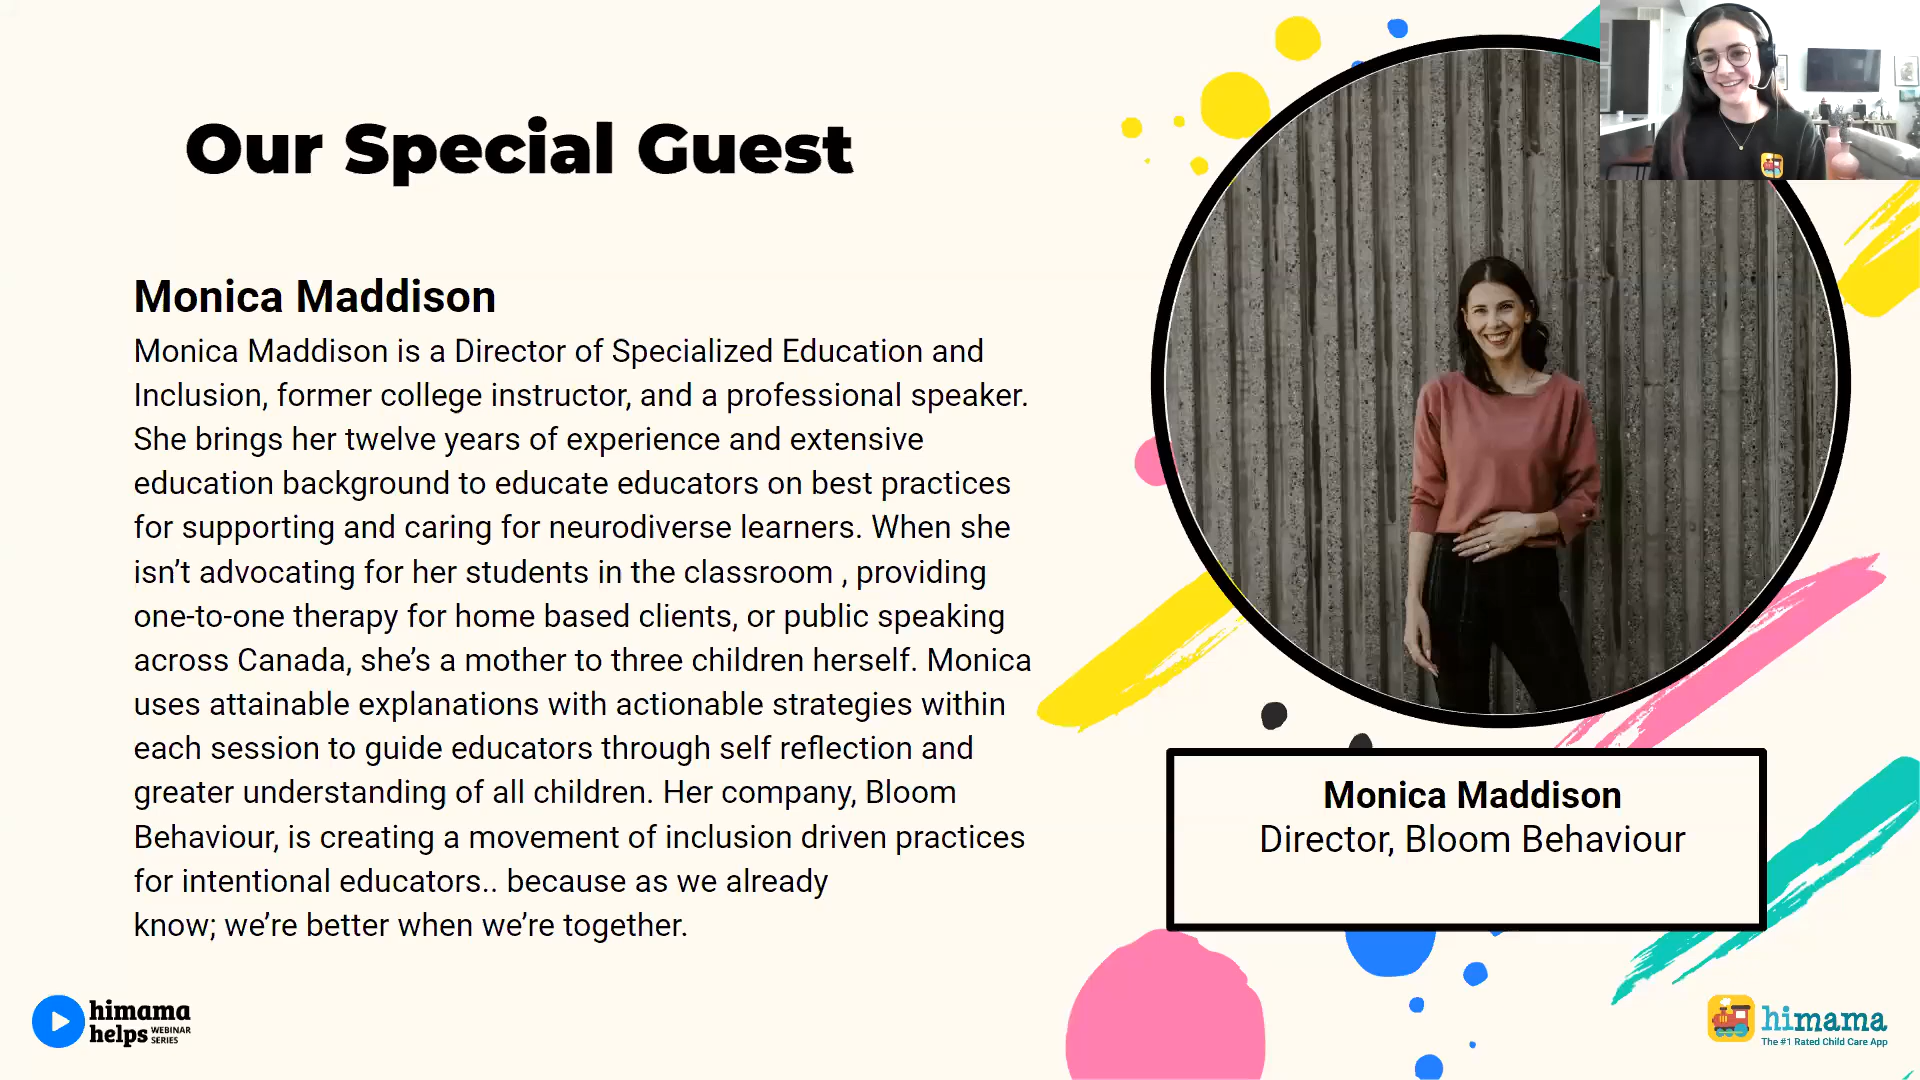 Our Special Guest
Monica Maddison
Monica Maddison is a Director of Specialized Education and
Inclusion, former college instructor, and a professional speaker.
She brings her twelve years of experience and extensive
education background to educate educators on best practices
for supporting and caring for neurodiverse learners. When she
isn’t advocating for her students in the classroom , providing
one-to-one therapy for home based clients, or public speaking
across Canada, she’s a mother to three children herself. Monica
uses attainable explanations with actionable strategies within
each session to guide educators through self reflection and
greater understanding of all children. Her company, Bloom
Behaviour, is creating a movement of inclusion driven practices
for intentional educators.. because as we already
know; we’re better when we’re together.
Monica Maddison
Director, Bloom Behaviour
himama
helps WEBINAR
SERIES
himama
The #1 Rated Child Care App